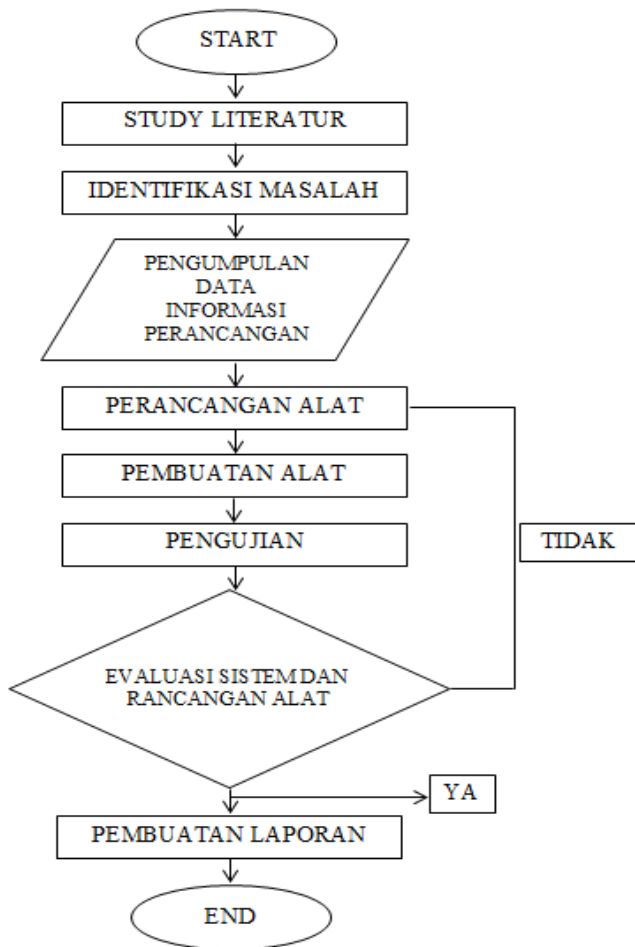 START
STUDY LITERATUR
IDENTIFIKASI MASALAH
PENGUMPULAN
DATA
INFORMASI
PERANCANGAN
PERANCANGAN ALAT
PEMBUATAN ALAT
PENGUJIAN
TIDAK
EVALUASI SISTEM DAN
RANCANGAN ALAT
YA
PEMBUATAN LAPORAN
END